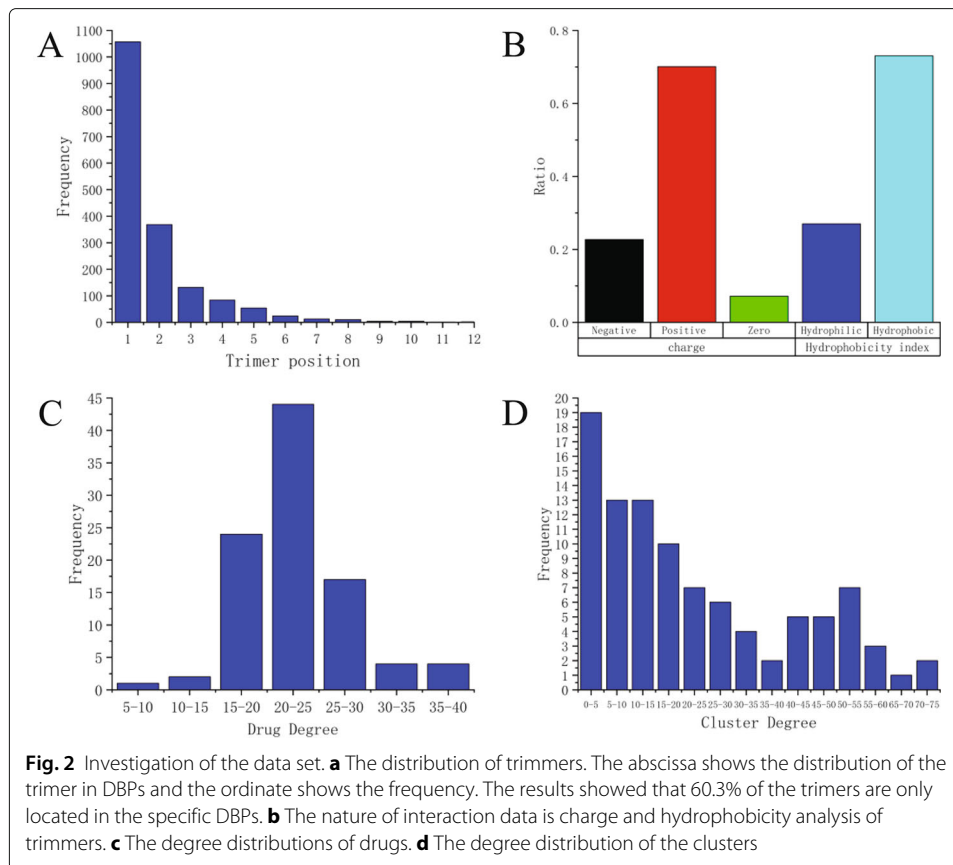 A
1100
1000
900
800
700
600
500
400
300
200
100
0
Frequency
1 2 3 4 5 6 7 8 9 10 11 12
Trimer position
B
0.8
0.6
0.4
0.2
0.0
Ratio
Negative Positive Zero Hydrophilic Hydrophobic
charge Hydrophobicity index
C
45
40
35
30
25
20
15
10
5
0
Frequency
5-10 10-15 15-20 20-25 25-30 30-35 35-40
Drug Degree
D
20
19
18
17
16
15
14
13
12
11
10
9
8
7
6
5
4
3
2
1
0
Frequency
0-5 5-10 10-15 15-20 20-25 25-30 30-35 35-40 40-45 45-50 50-55 55-60 65-70 70-75
Cluster Degree
Fig. 2 Investigation of the data set. a The distribution of trimmers. The abscissa shows the distribution of the
trimer in DBPs and the ordinate shows the frequency. The results showed that 60.3% of the trimers are only
located in the specific DBPs. b The nature of interaction data is charge and hydrophobicity analysis of
trimmers. c The degree distributions of drugs. d The degree distribution of the clusters